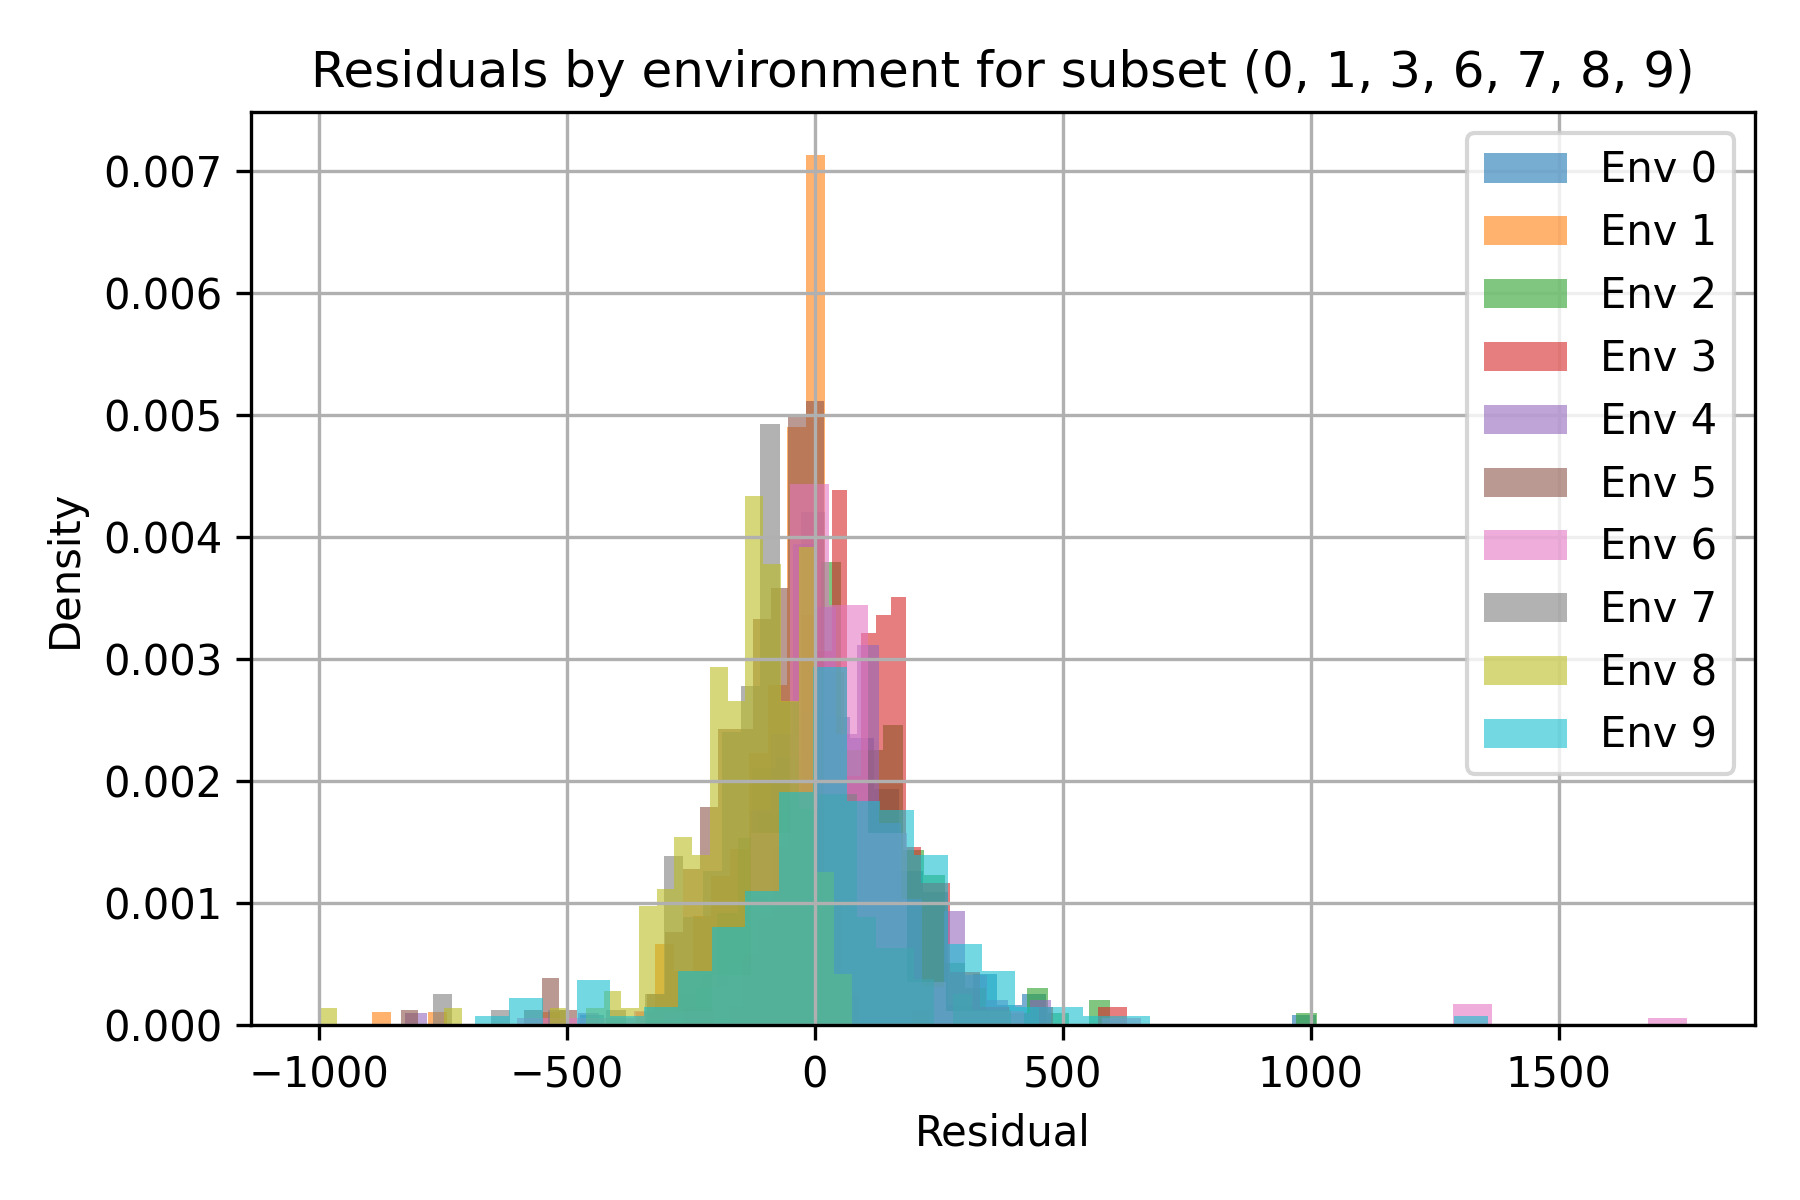 Residuals by environment for subset (0, 1, 3, 6, 7, 8, 9)
Density
0.007
0.006
0.005
0.004
0.003
0.002
0.001
0.000
−1000
−500
0
500
1000
1500
Residual
Env 0
Env 1
Env 2
Env 3
Env 4
Env 5
Env 6
Env 7
Env 8
Env 9